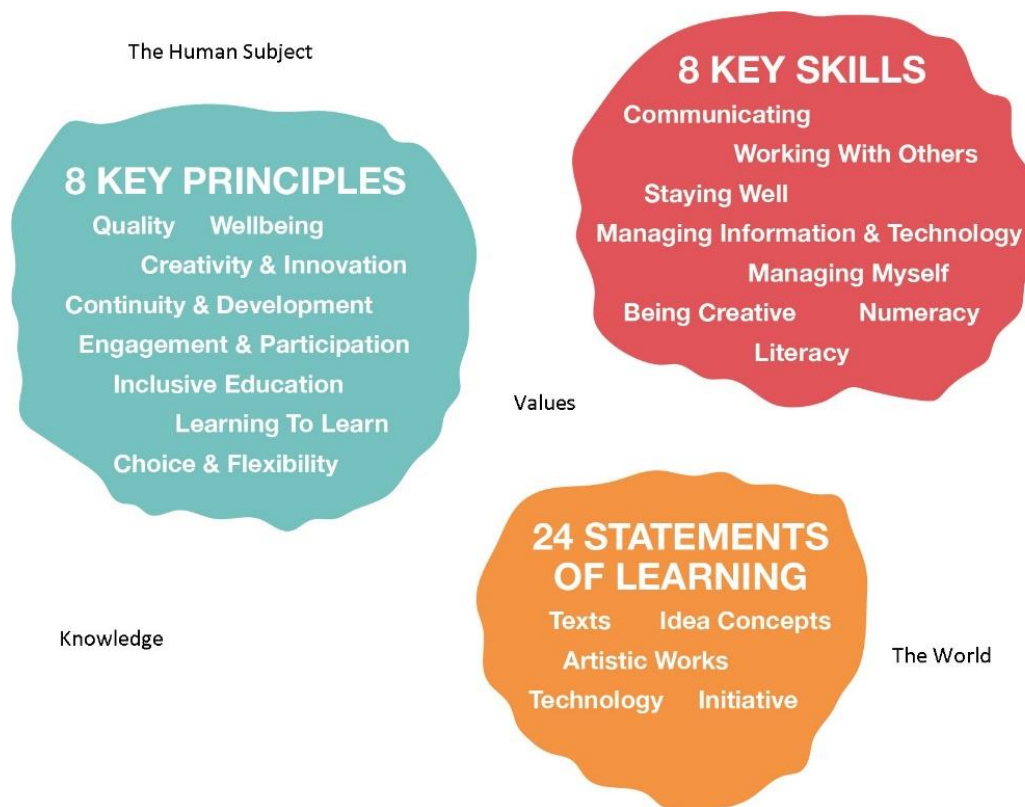 The Human Subject
8 KEY PRINCIPLES
Quality Wellbeing
Creativity & Innovation
Continuity & Development
Engagement & Participation
Inclusive Education
Learning To Learn
Choice & Flexibility
8 KEY SKILLS
Communicating
Working With Others
Staying Well
Managing Information & Technology
Managing Myself
Being Creative Numeracy
Literacy
Values
24 STATEMENTS
OF LEARNING
Texts Idea Concepts
Artistic Works
Technology Initiative
Knowledge
The World